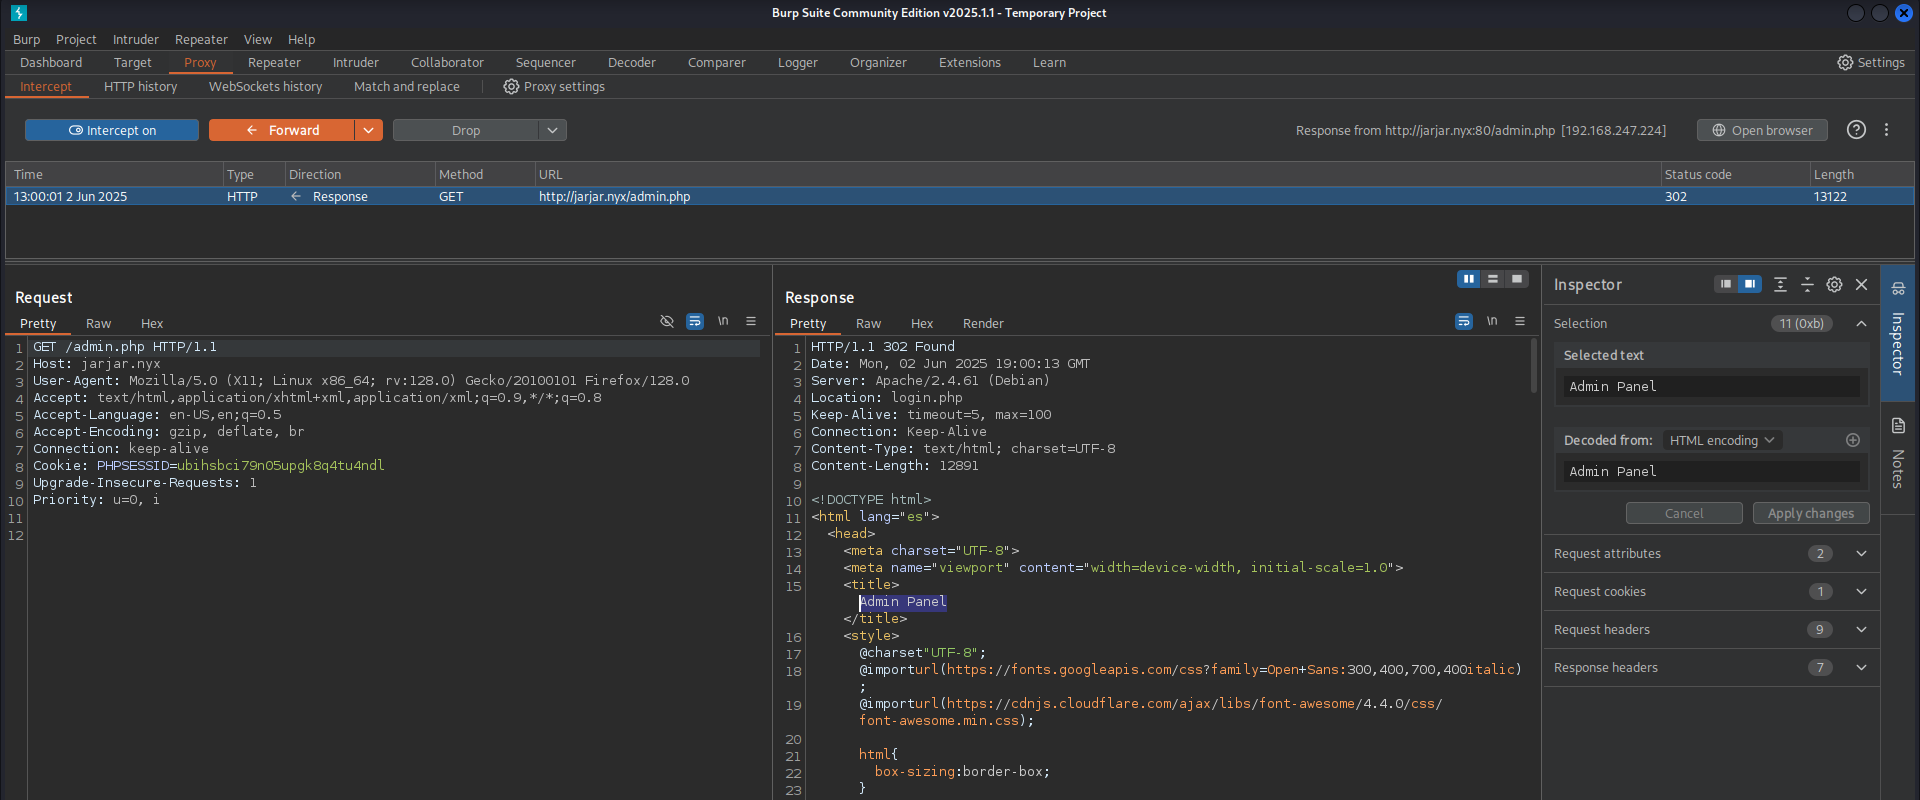 Burp Suite Community Edition v2025.1.1 - Temporary Project
Burp Project Intruder Repeater View Help
Dashboard Target Proxy Repeater Intruder Collaborator Sequencer Decoder Comparer Logger Organizer Extensions Learn Settings
Intercept HTTP history WebSockets history Match and replace Proxy settings
Intercept on Forward Drop Response from http://jarjar.nyx:80/admin.php [192.168.247.224] Open browser
Time Type Direction Method URL Status code Length
13:00:01 2 Jun 2025 HTTP Response GET http://jarjar.nyx/admin.php 302 13122
Request
Pretty Raw Hex \n
1 GET /admin.php HTTP/1.1
2 Host: jarjar.nyx
3 User-Agent: Mozilla/5.0 (X11; Linux x86_64; rv:128.0) Gecko/20100101 Firefox/128.0
4 Accept: text/html,application/xhtml+xml,application/xml;q=0.9,*/*;q=0.8
5 Accept-Language: en-US,en;q=0.5
6 Accept-Encoding: gzip, deflate, br
7 Connection: keep-alive
8 Cookie: PHPSESSID=ubihsbci79n05upgk8q4tu4ndl
9 Upgrade-Insecure-Requests: 1
10 Priority: u=0, i
11
12
Response
Pretty Raw Hex Render \n
1 HTTP/1.1 302 Found
2 Date: Mon, 02 Jun 2025 19:00:13 GMT
3 Server: Apache/2.4.61 (Debian)
4 Location: login.php
5 Keep-Alive: timeout=5, max=100
6 Connection: Keep-Alive
7 Content-Type: text/html; charset=UTF-8
8 Content-Length: 12891
9
10 <!DOCTYPE html>
11 <html lang="es">
12 <head>
13 <meta charset="UTF-8">
14 <meta name="viewport" content="width=device-width, initial-scale=1.0">
15 <title>
Admin Panel
</title>
16 <style>
17 @charset"UTF-8";
18 @importurl(https://fonts.googleapis.com/css?family=Open+Sans:300,400,700,400italic)
;
19 @importurl(https://cdnjs.cloudflare.com/ajax/libs/font-awesome/4.4.0/css/
font-awesome.min.css);
20
21 html{
22 box-sizing:border-box;
23 }
Inspector
Selection 11 (0xb)
Selected text
Admin Panel
Decoded from: HTML encoding
Admin Panel
Cancel Apply changes
Request attributes 2
Request cookies 1
Request headers 9
Response headers 7
Inspector
Notes